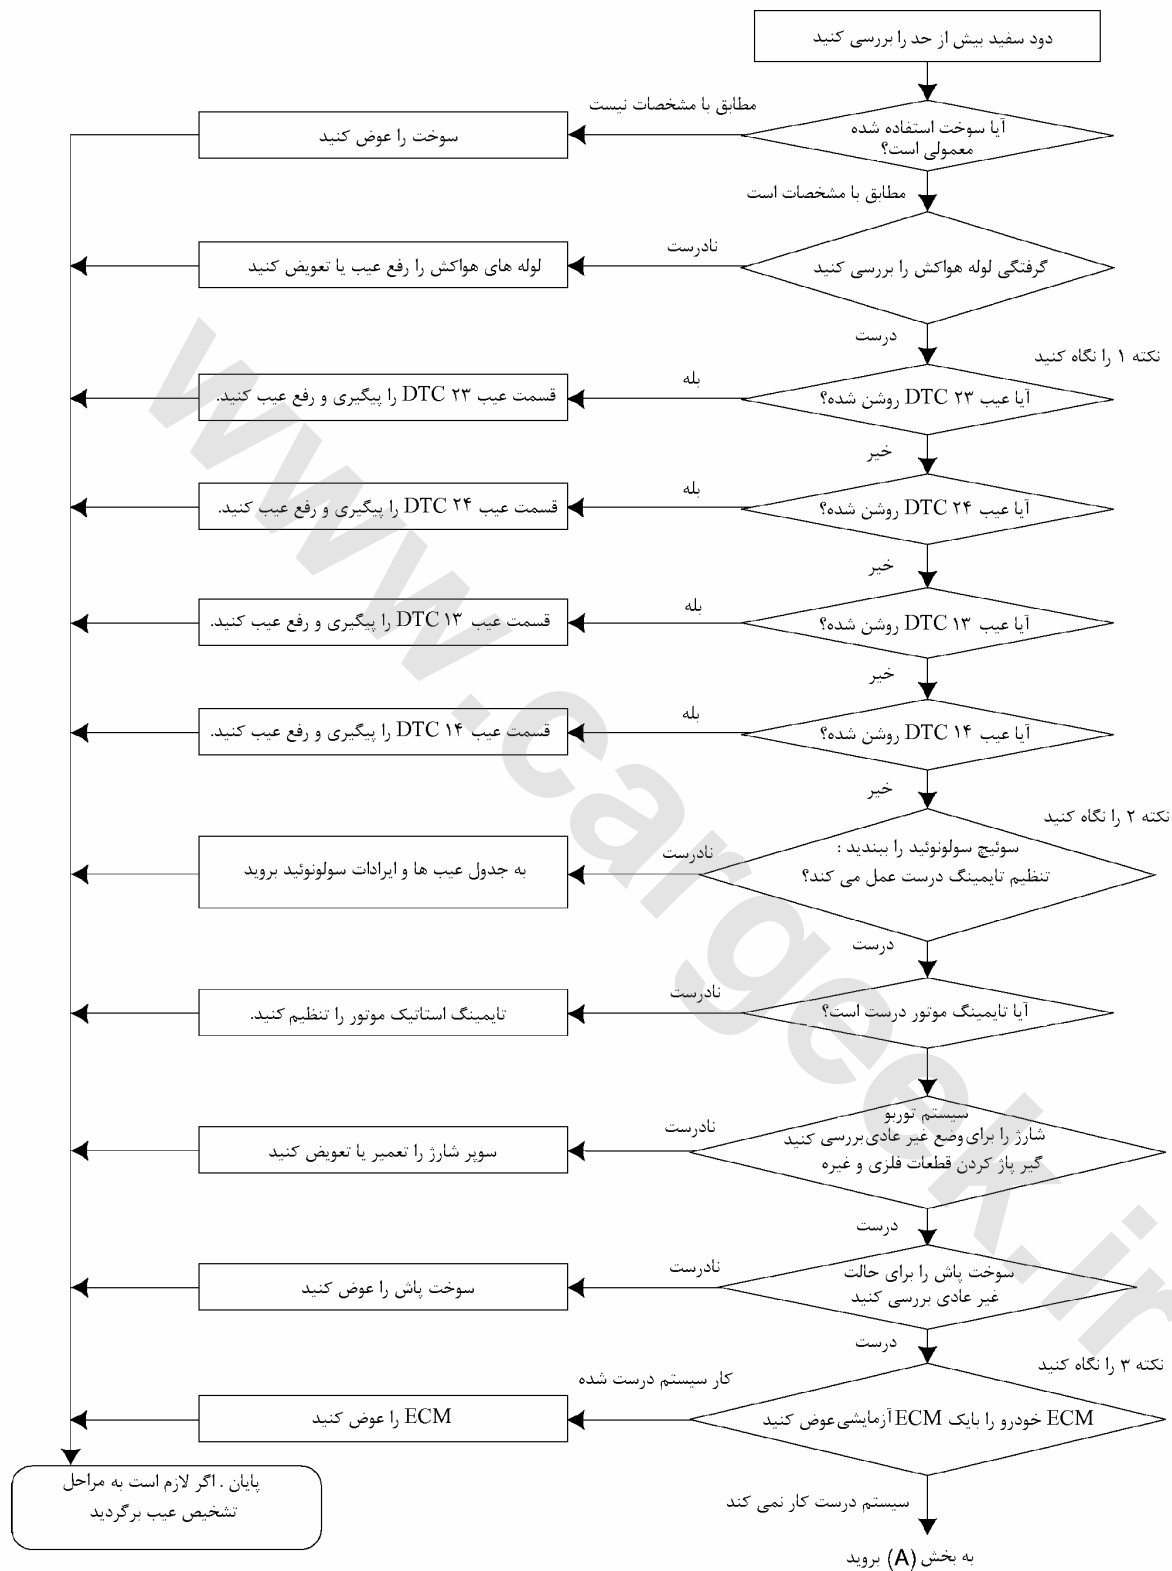 دود سفید بیش از حد را بررسی کنید
آیا سوخت استفاده شده
معمولی است؟
مطابق با مشخصات نیست
سوخت را عوض کنید
مطابق با مشخصات است
گرفتگی لوله هواکش را بررسی کنید
نادرست
لوله های هواکش را رفع عیب یا تعویض کنید
درست
نکته ۱ را نگاه کنید
آیا عیب DTC ۲۳ روشن شده؟
بله
قسمت عیب DTC ۲۳ را پیگیری و رفع عیب کنید.
خیر
آیا عیب DTC ۲۴ روشن شده؟
بله
قسمت عیب DTC ۲۴ را پیگیری و رفع عیب کنید.
خیر
آیا عیب DTC ۱۳ روشن شده؟
بله
قسمت عیب DTC ۱۳ را پیگیری و رفع عیب کنید.
خیر
آیا عیب DTC ۱۴ روشن شده؟
بله
قسمت عیب DTC ۱۴ را پیگیری و رفع عیب کنید.
خیر
نکته ۲ را نگاه کنید
سوئیچ سولونوئید را ببندید :
تنظیم تایمینگ درست عمل می کند؟
نادرست
به جدول عیب ها و ایرادات سولونوئید بروید
درست
آیا تایمینگ موتور درست است؟
نادرست
تایمینگ استاتیک موتور را تنظیم کنید.
سیستم توربو
شارژ را برای وضع غیر عادی بررسی کنید
گیر پاژ کردن قطعات فلزی و غیره
نادرست
سوپر شارژ را تعمیر یا تعویض کنید
درست
سوخت پاش را برای حالت
غیر عادی بررسی کنید
نادرست
سوخت پاش را عوض کنید
درست
نکته ۳ را نگاه کنید
ECM خودرو را بایک ECM آزمایشی عوض کنید
کار سیستم درست شده
ECM را عوض کنید
پایان . اگر لازم است به مراحل
تشخیص عیب برگردید
سیستم درست کار نمی کند
به بخش (A) بروید
www.cargeek.ir